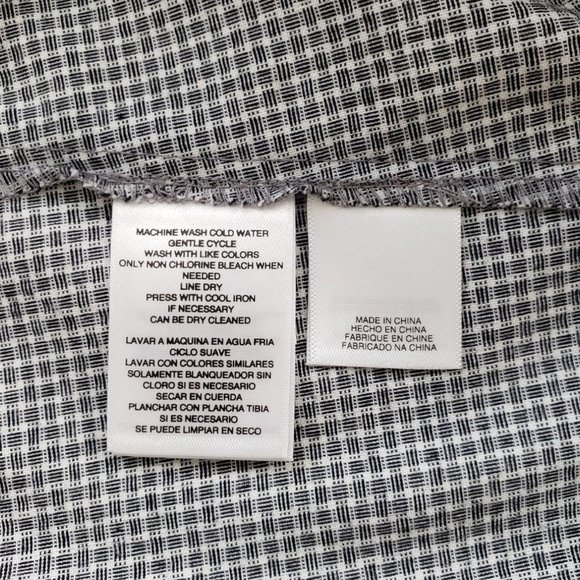 MACHINE WASH COLD WATER
GENTLE CYCLE
WASH WITH LIKE COLORS
ONLY NON CHLORINE BLEACH WHEN
NEEDED
LINE DRY
PRESS WITH COOL IRON
IF NECESSARY
CAN BE DRY CLEANED
LAVAR A MAQUINA EN AGUA FRIA
CICLO SUAVE
LAVAR CON COLORES SIMILARES
SOLAMENTE BLANQUEADOR SIN
CLORO SI ES NECESARIO
SECAR EN CUERDA
PLANCHAR CON PLANCHA TIBIA
SI ES NECESARIO
SE PUEDE LIMPIAR EN SECO
MADE IN CHINA
HECHO EN CHINA
FABRIQUE EN CHINE
FABRICADO NA CHINA